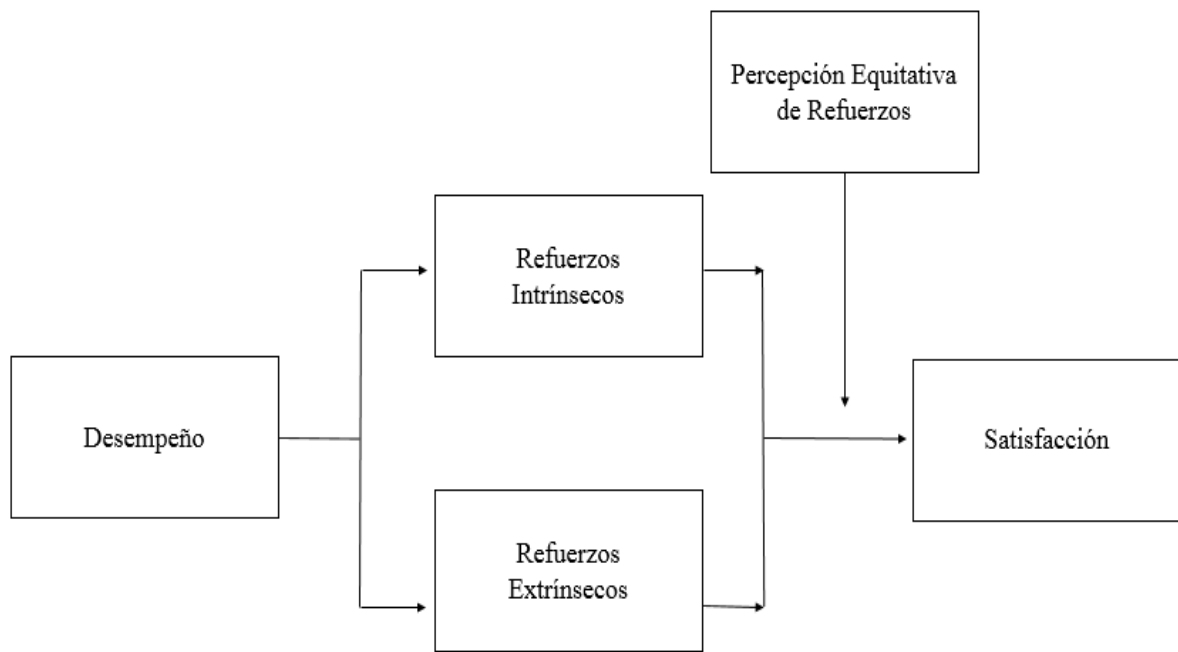 Percepción Equitativa
de Refuerzos
Refuerzos
Intrínsecos
Desempeño
Satisfacción
Refuerzos
Extrínsecos